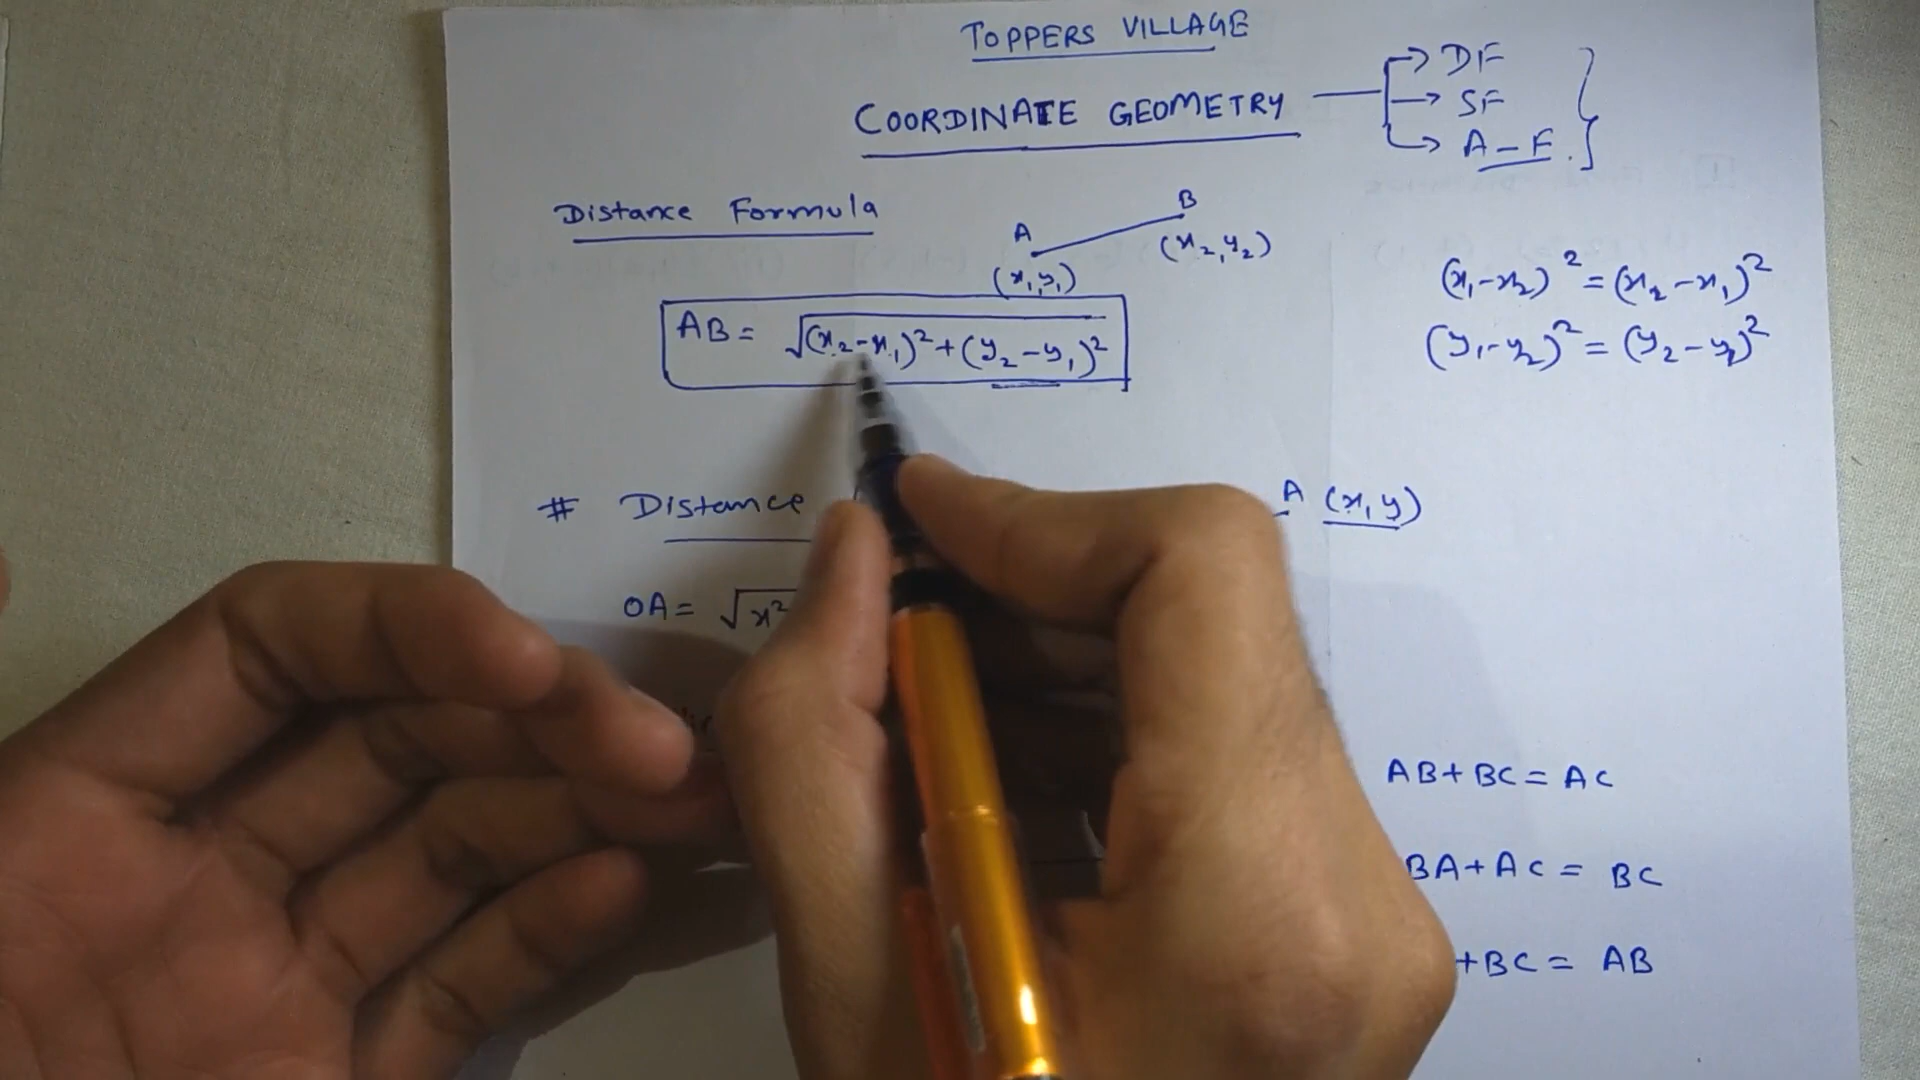 TOPPERS VILLAGE
COORDINATE GEOMETRY
DF
SF
A-F.
Distance Formula
A
B
(x₁,y₁)
(x₂,y₂)
AB = √(x₂-x₁)²+(y₂-y₁)²
(x₁-x₂)²=(x₂-x₁)²
(y₁-y₂)²=(y₂-y₁)²
# Distance
A (x,y)
OA = √x²
AB+BC = AC
BA+AC = BC
+BC = AB